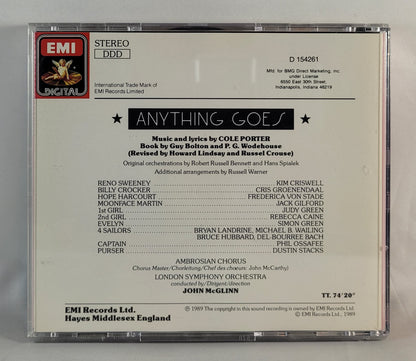 EMI
DIGITAL
STEREO
DDD
D 154261
International Trade Mark of
EMI Records Limited
Mfd. for BMG Direct Marketing, Inc.
under License
6550 East 30th Street,
Indianapolis, Indiana 46219
ANYTHING GOES
Music and lyrics by COLE PORTER
Book by Guy Bolton and P. G. Wodehouse
(Revised by Howard Lindsay and Russel Crouse)
Original orchestrations by Robert Russell Bennett and Hans Spialek
Additional arrangements by Russell Warner
RENO SWEENEY KIM CRISWELL
BILLY CROCKER CRIS GROENENDAAL
HOPE HARCOURT FREDERICA VON STADE
MOONFACE MARTIN JACK GILFORD
1st GIRL JUDY GREEN
2nd GIRL REBECCA CAINE
EVELYN SIMON GREEN
4 SAILORS BRYAN LANDRINE, MICHAEL B. WAILING
BRUCE HUBBARD, DEL-BOURREE BACH
CAPTAIN PHIL OSSAFEE
PURSER DUSTIN STACKS
AMBROSIAN CHORUS
Chorus Master/Chorleitung/Chef des chœurs: John McCarthy
LONDON SYMPHONY ORCHESTRA
conducted by/Dirigent/direction
JOHN McGLINN
TT. 74'20"
EMI Records Ltd.
Hayes Middlesex England
℗ 1989 The copyright in this sound recording is owned by EMI Records Ltd.
© EMI Records Ltd., 1989